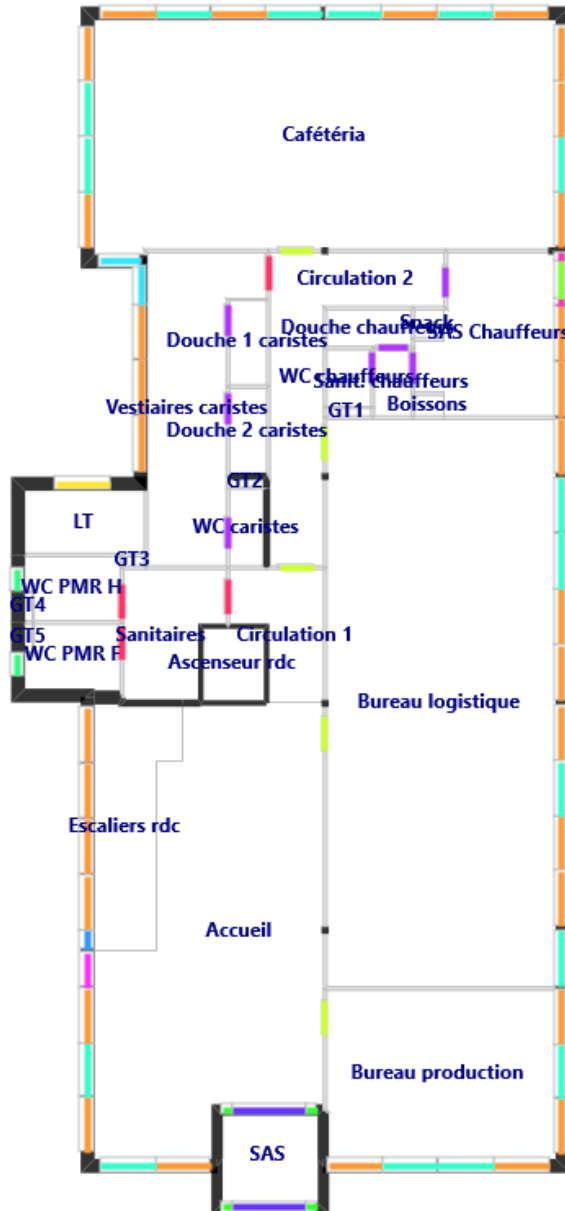 Cafétéria
Circulation 2
Douche chauffeurs
Snack
SAS Chauffeurs
Douche 1 caristes
WC chauffeurs
Sanit. chauffeurs
Vestiaires caristes
Boissons
GT1
Douche 2 caristes
GT2
LT
WC caristes
GT3
WC PMR H
GT4
GT5
Sanitaires
Circulation 1
WC PMR F
Ascenseur rdc
Bureau logistique
Escaliers rdc
Accueil
Bureau production
SAS